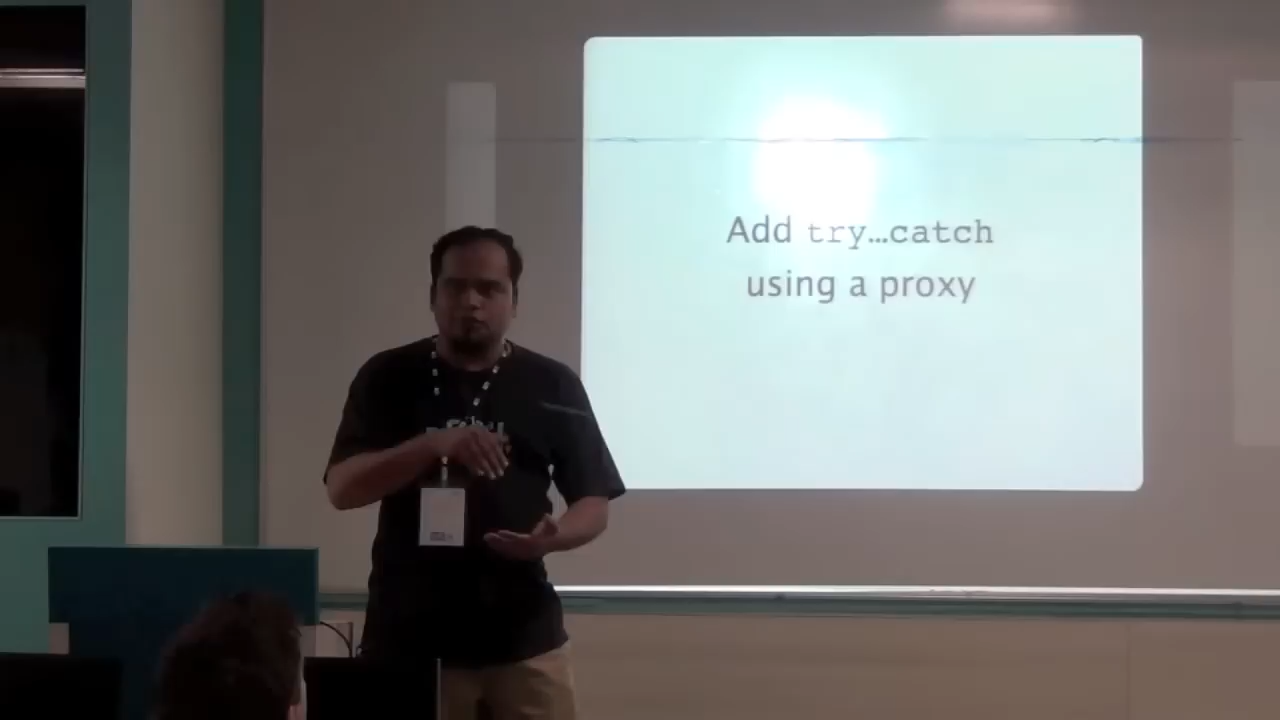 Add try…catch
using a proxy